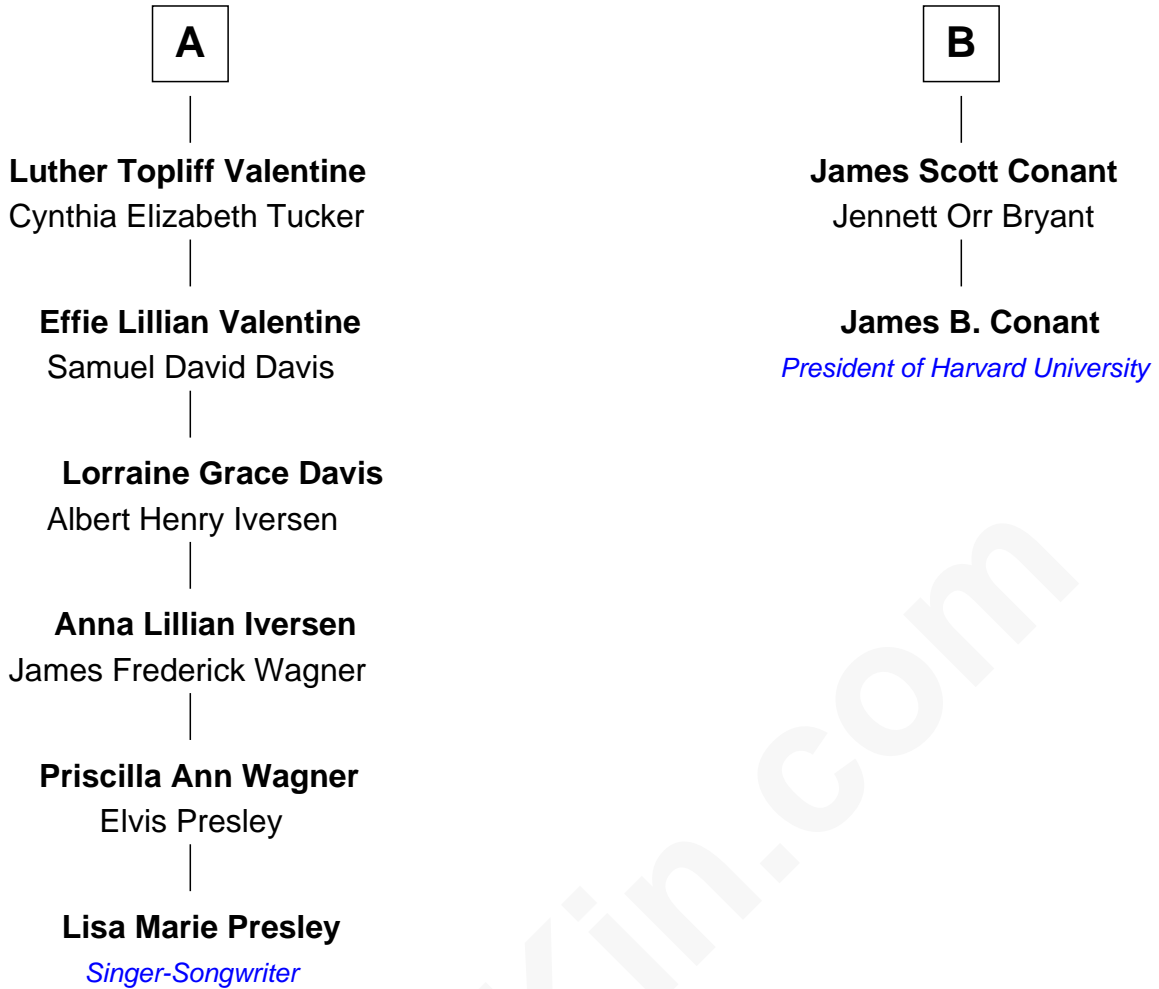 A
Luther Topliff Valentine
Cynthia Elizabeth Tucker
Effie Lillian Valentine
Samuel David Davis
Lorraine Grace Davis
Albert Henry Iversen
Anna Lillian Iversen
James Frederick Wagner
Priscilla Ann Wagner
Elvis Presley
Lisa Marie Presley
Singer-Songwriter
B
James Scott Conant
Jennett Orr Bryant
James B. Conant
President of Harvard University
Kin.com